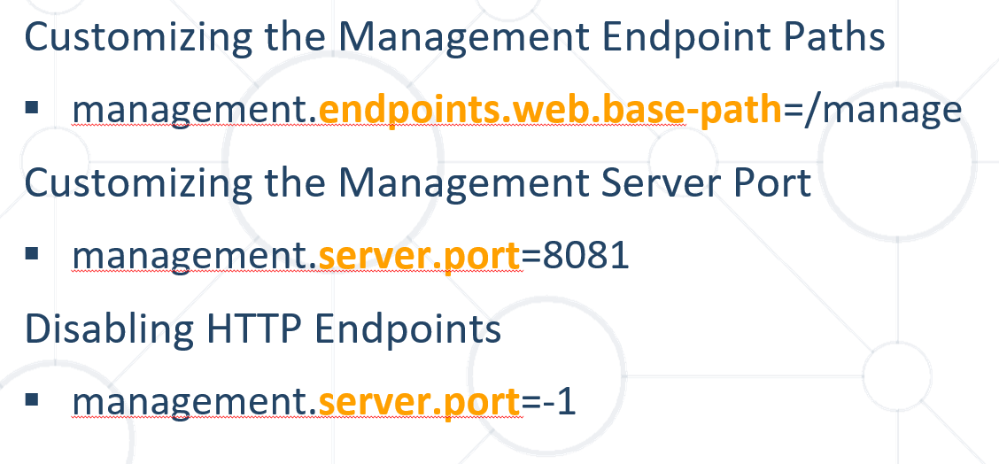 Customizing the Management Endpoint Paths
▪ management.endpoints.web.base-path=/manage
Customizing the Management Server Port
▪ management.server.port=8081
Disabling HTTP Endpoints
▪ management.server.port=-1